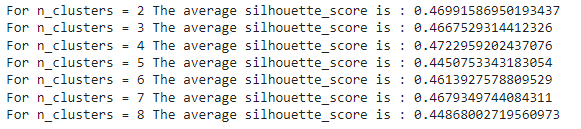 For n_clusters = 2 The average silhouette_score is : 0.46991586950193437
For n_clusters = 3 The average silhouette_score is : 0.4667529314412326
For n_clusters = 4 The average silhouette_score is : 0.4722959202437076
For n_clusters = 5 The average silhouette_score is : 0.4450753343183054
For n_clusters = 6 The average silhouette_score is : 0.4613927578809529
For n_clusters = 7 The average silhouette_score is : 0.4679349744084311
For n_clusters = 8 The average silhouette_score is : 0.44868002719560973